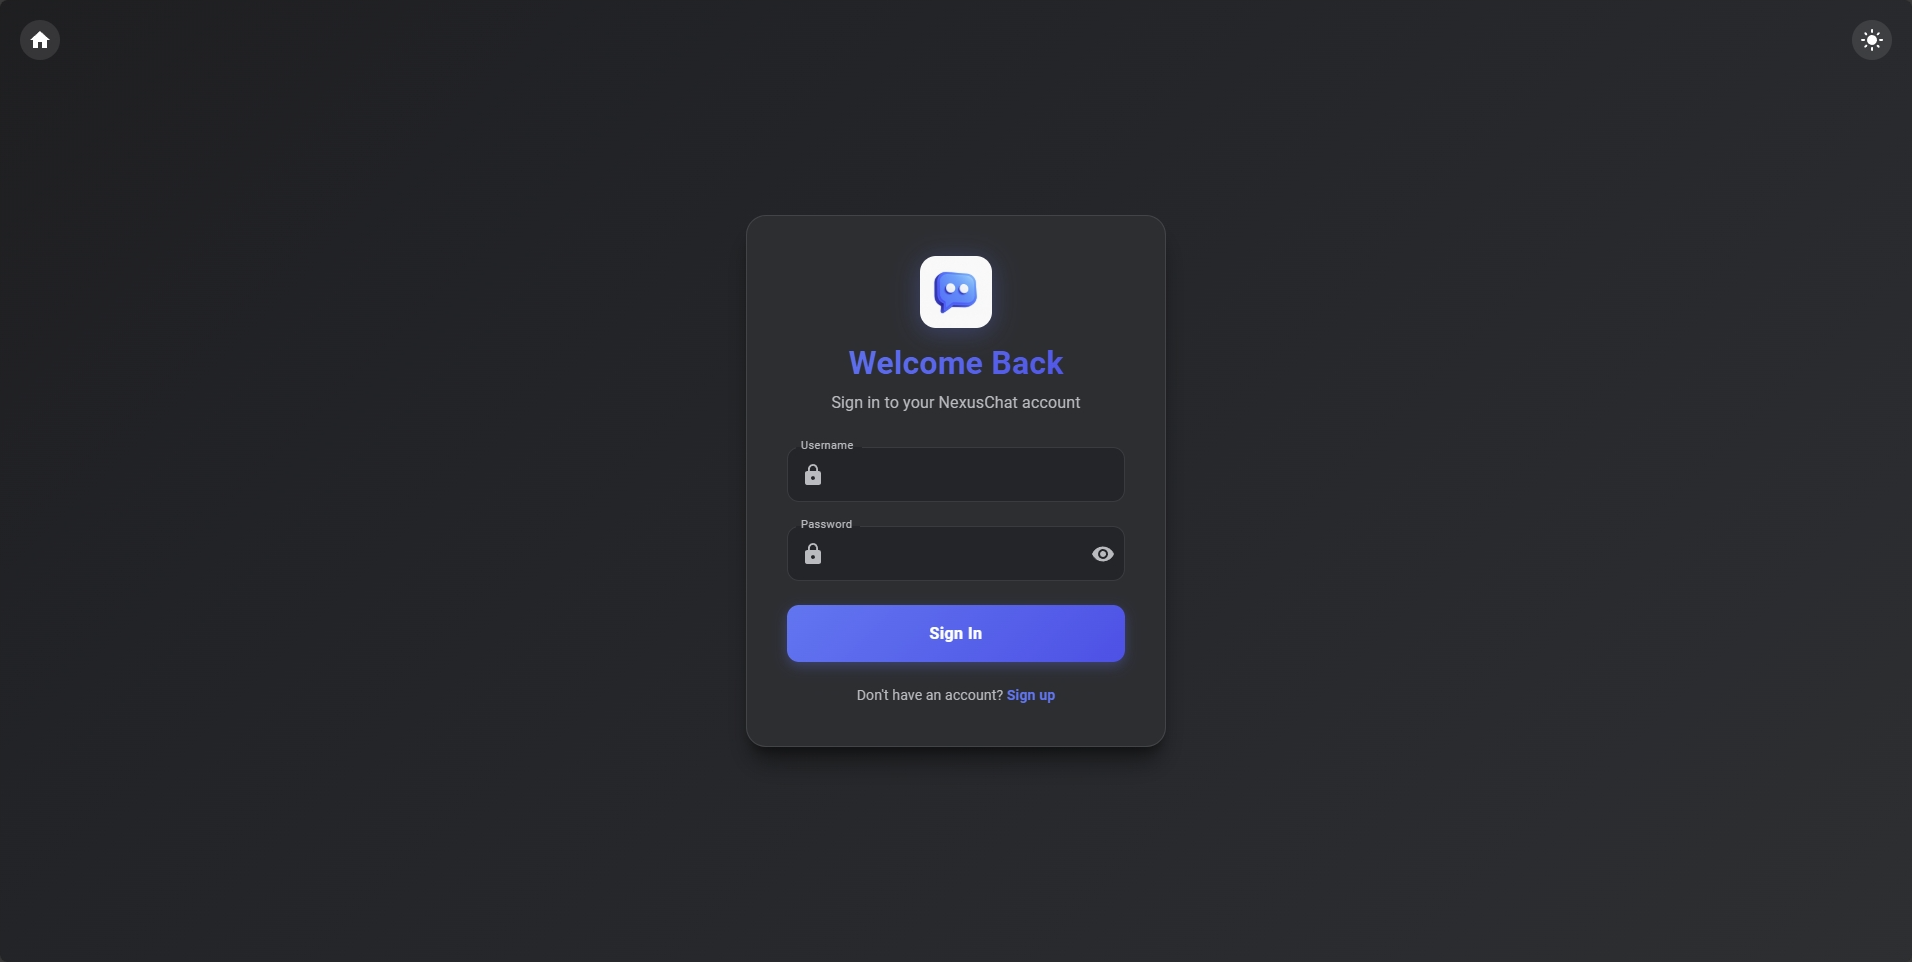 Welcome Back
Sign in to your NexusChat account
Username
Password
Sign In
Don't have an account? Sign up